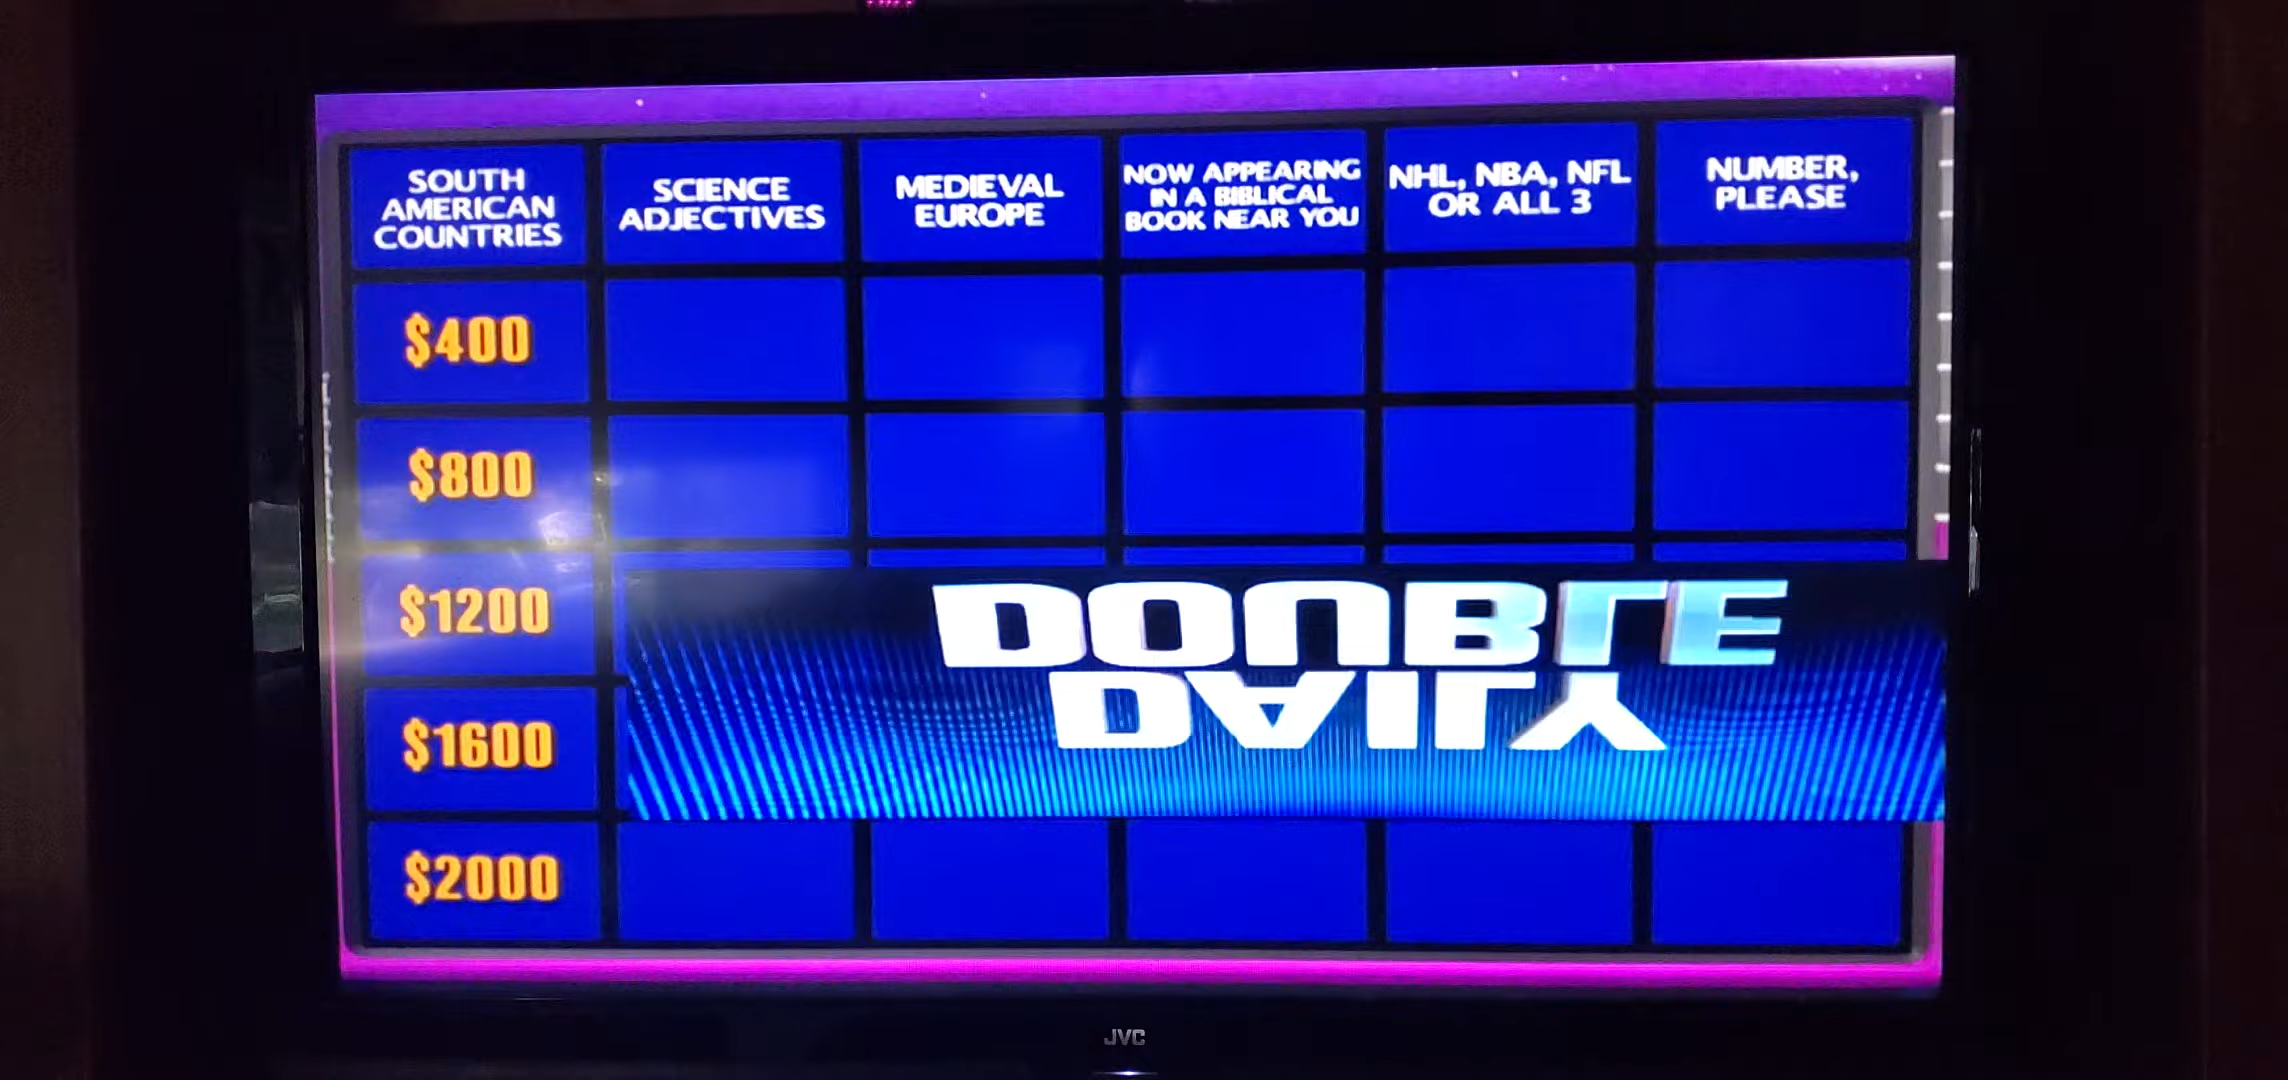 SOUTH
AMERICAN
COUNTRIES
SCIENCE
ADJECTIVES
MEDIEVAL
EUROPE
NOW APPEARING
IN A BIBLICAL
BOOK NEAR YOU
NHL, NBA, NFL
OR ALL 3
NUMBER,
PLEASE
$400
$800
$1200
$1600
$2000
DOUBLE
DAILY
JVC